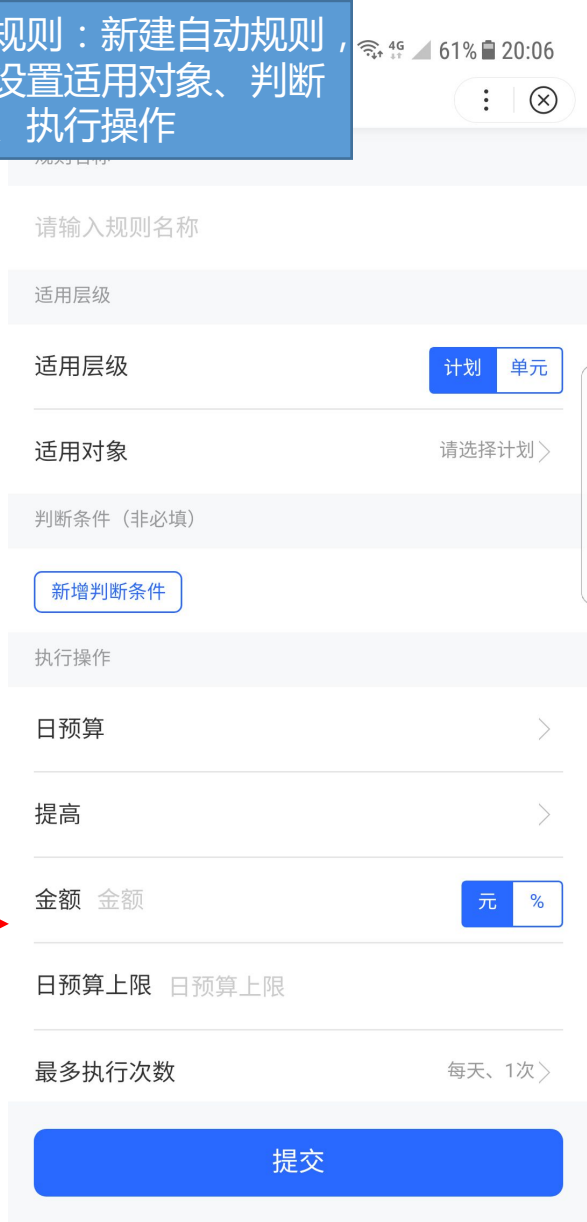 规则：新建自动规则，
设置适用对象、判断
执行操作
4G 61% 20:06
规则名称
请输入规则名称
适用层级
适用层级 计划 单元
适用对象 请选择计划
判断条件（非必填）
新增判断条件
执行操作
日预算
提高
金额 金额 元 %
日预算上限 日预算上限
最多执行次数 每天、1次
提交